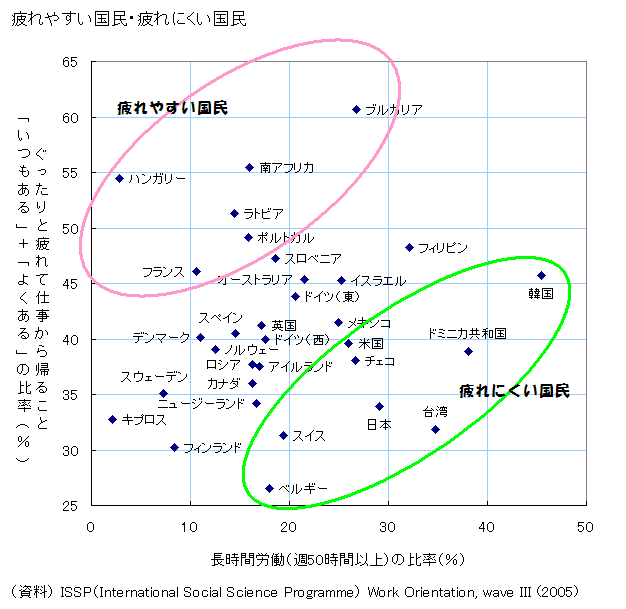 疲れやすい国民・疲れにくい国民
ぐったりと疲れて仕事から帰ること
「いつもある」+「よくある」の比率(%)
65
60
55
50
45
40
35
30
25
疲れやすい国民
ブルガリア
南アフリカ
ハンガリー
ラトビア
ポルトガル
フィリピン
スロベニア
フランス
オーストラリア
イスラエル
韓国
ドイツ(東)
スペイン
英国
メキシコ
ドミニカ共和国
デンマーク
ドイツ(西)
米国
ノルウェー
ロシア
アイルランド
チェコ
スウェーデン
カナダ
疲れにくい国民
ニュージーランド
キプロス
日本
台湾
スイス
フィンランド
ベルギー
0
10
20
30
40
50
長時間労働(週50時間以上)の比率(%)
(資料) ISSP(International Social Science Programme) Work Orientation, wave III (2005)